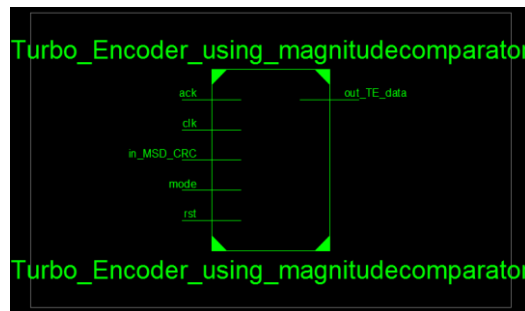 Turbo_Encoder_using_magnitudecomparator
ack
out_TE_data
clk
in_MSD_CRC
mode
rst
Turbo_Encoder_using_magnitudecomparator